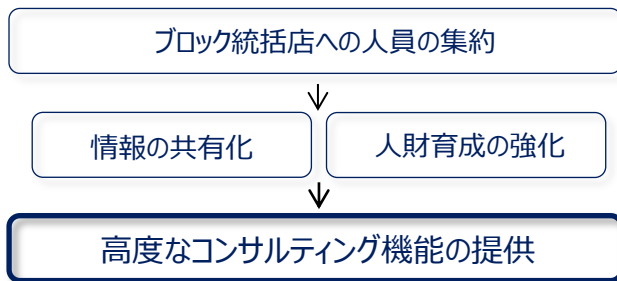 ブロック統括店への人員の集約
情報の共有化
人財育成の強化
高度なコンサルティング機能の提供